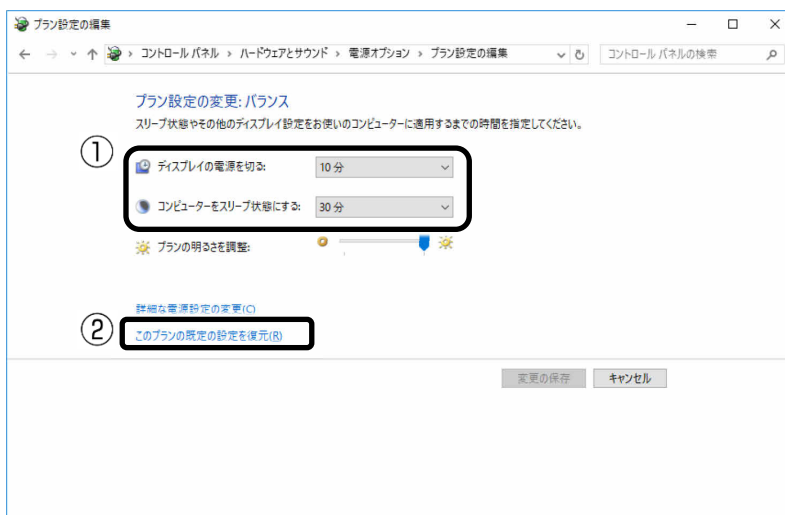 プラン設定の編集
コントロール パネル › ハードウェアとサウンド › 電源オプション › プラン設定の編集
コントロール パネルの検索
プラン設定の変更: バランス
スリープ状態やその他のディスプレイ設定をお使いのコンピューターに適用するまでの時間を指定してください。
①
ディスプレイの電源を切る: 10 分
コンピューターをスリープ状態にする: 30 分
プランの明るさを調整:
詳細な電源設定の変更(C)
②
このプランの既定の設定を復元(R)
変更の保存 キャンセル